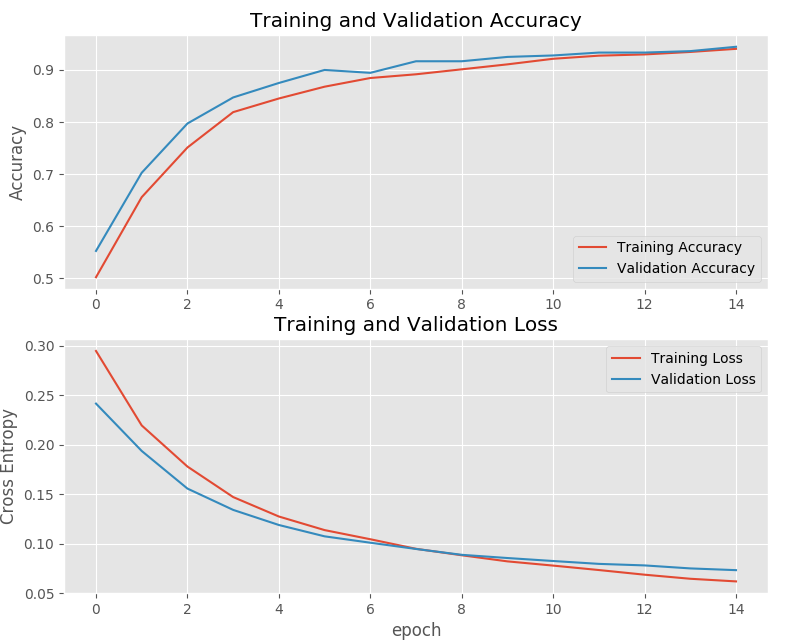 Training and Validation Accuracy
Accuracy
0.9
0.8
0.7
0.6
0.5
Training Accuracy
Validation Accuracy
0 2 4 6 8 10 12 14
Training and Validation Loss
Cross Entropy
0.30
0.25
0.20
0.15
0.10
0.05
Training Loss
Validation Loss
0 2 4 6 8 10 12 14
epoch